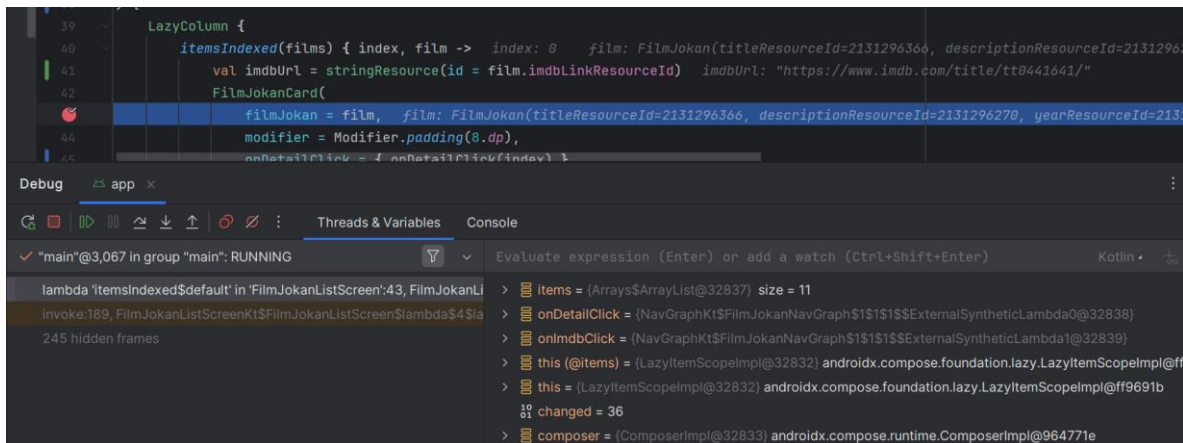 39 LazyColumn {
40 itemsIndexed(films) { index, film -> index: 0 film: FilmJokan(titleResourceId=2131296366, descriptionResourceId=2131296
41 val imdbUrl = stringResource(id = film.imdbLinkResourceId) imdbUrl: "https://www.imdb.com/title/tt0441641/"
42 FilmJokanCard(
filmJokan = film, film: FilmJokan(titleResourceId=2131296366, descriptionResourceId=2131296270, yearResourceId=213
44 modifier = Modifier.padding(8.dp),
45 onDetailClick = { onDetailClick(index) }
Debug app
Threads & Variables Console
"main"@3,067 in group "main": RUNNING
Evaluate expression (Enter) or add a watch (Ctrl+Shift+Enter) Kotlin
lambda 'itemsIndexed$default' in 'FilmJokanListScreen':43, FilmJokanLi
invoke:189, FilmJokanListScreenKt$FilmJokanListScreen$lambda$4$la
245 hidden frames
items = {Arrays$ArrayList@32837} size = 11
onDetailClick = {NavGraphKt$FilmJokanNavGraph$1$1$1$$ExternalSyntheticLambda0@32838}
onImdbClick = {NavGraphKt$FilmJokanNavGraph$1$1$1$$ExternalSyntheticLambda1@32839}
this (@items) = {LazyItemScopeImpl@32832} androidx.compose.foundation.lazy.LazyItemScopeImpl@ff
this = {LazyItemScopeImpl@32832} androidx.compose.foundation.lazy.LazyItemScopeImpl@ff9691b
changed = 36
composer = {ComposerImpl@32833} androidx.compose.runtime.ComposerImpl@964771e